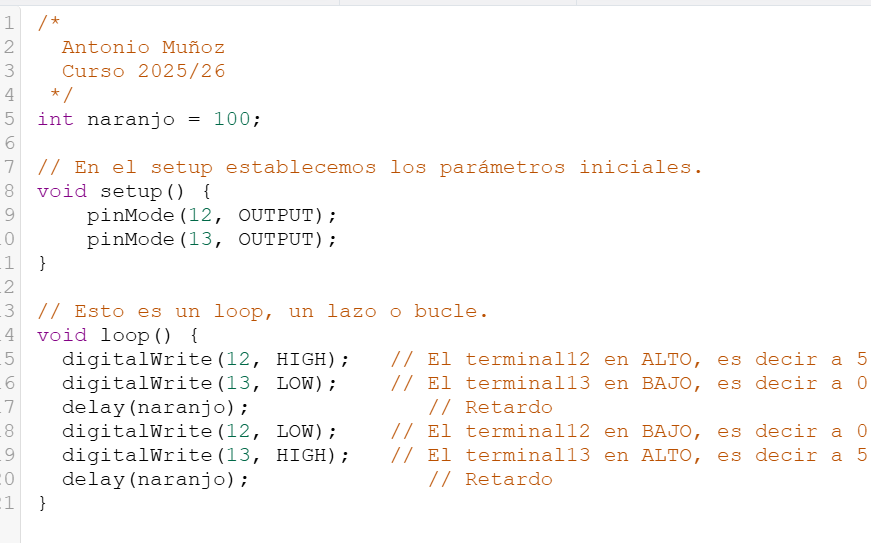 1 /*
2   Antonio Muñoz
3   Curso 2025/26
4  */
5 int naranjo = 100;
6
7 // En el setup establecemos los parámetros iniciales.
8 void setup() {
9     pinMode(12, OUTPUT);
0     pinMode(13, OUTPUT);
1 }
2
3 // Esto es un loop, un lazo o bucle.
4 void loop() {
5   digitalWrite(12, HIGH);   // El terminal12 en ALTO, es decir a 5
6   digitalWrite(13, LOW);    // El terminal13 en BAJO, es decir a 0
7   delay(naranjo);              // Retardo
8   digitalWrite(12, LOW);    // El terminal12 en BAJO, es decir a 0
9   digitalWrite(13, HIGH);   // El terminal13 en ALTO, es decir a 5
0   delay(naranjo);              // Retardo
1 }